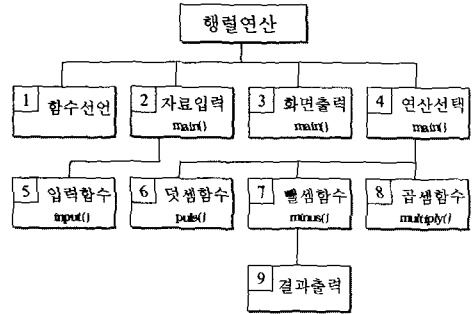 행렬연산
1 함수선언
2 자료입력
main()
3 화면출력
main()
4 연산선택
main()
5 입력함수
input()
6 덧셈함수
puls()
7 뺄셈함수
minus()
8 곱셈함수
multiply()
9 결과출력